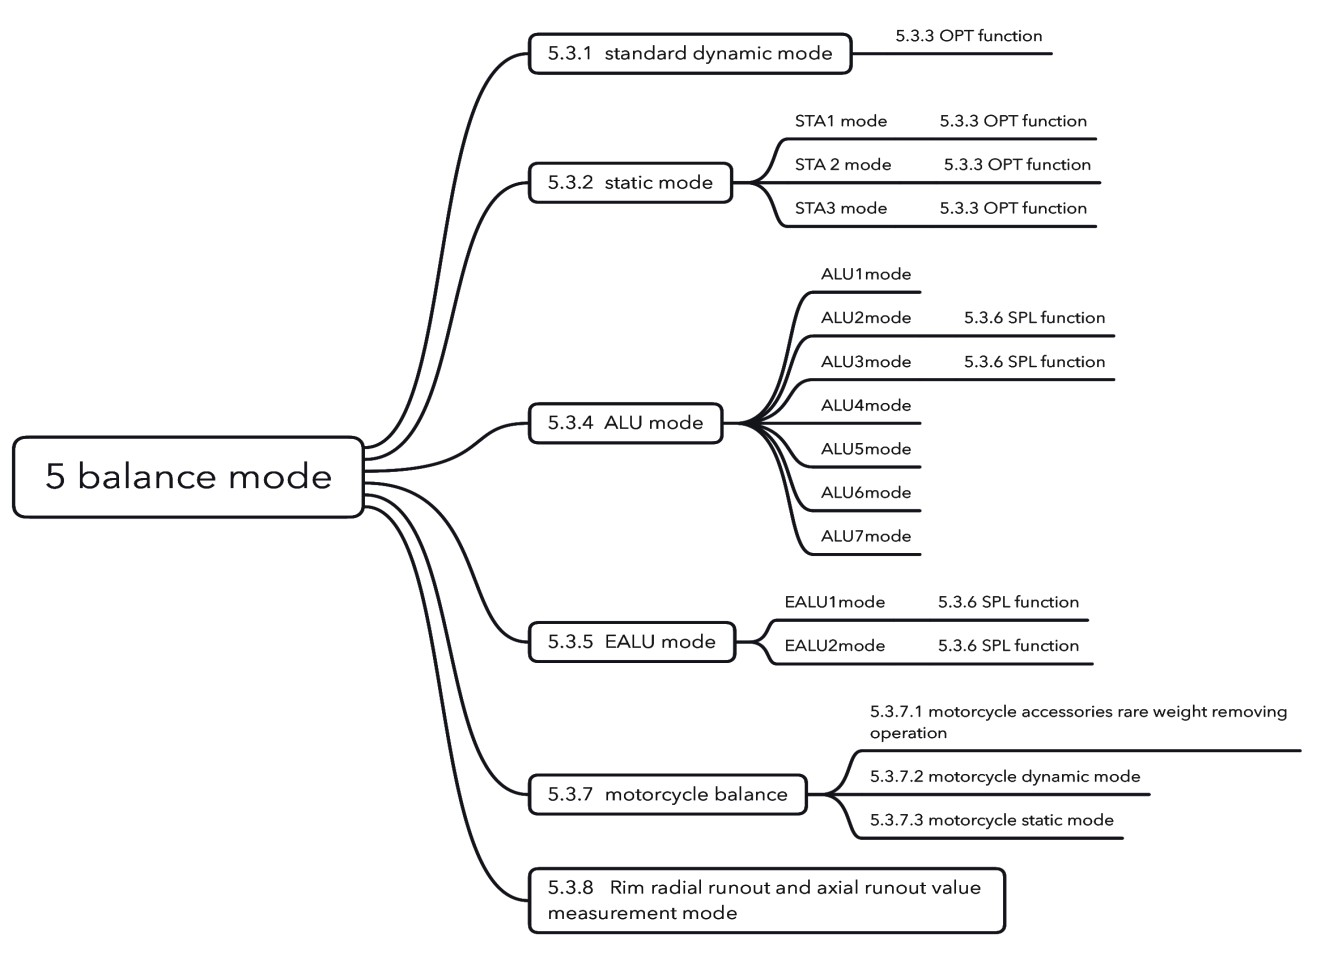 5 balance mode
5.3.1 standard dynamic mode
5.3.3 OPT function
5.3.2 static mode
STA1 mode 5.3.3 OPT function
STA 2 mode 5.3.3 OPT function
STA3 mode 5.3.3 OPT function
5.3.4 ALU mode
ALU1mode
ALU2mode 5.3.6 SPL function
ALU3mode 5.3.6 SPL function
ALU4mode
ALU5mode
ALU6mode
ALU7mode
5.3.5 EALU mode
EALU1mode 5.3.6 SPL function
EALU2mode 5.3.6 SPL function
5.3.7 motorcycle balance
5.3.7.1 motorcycle accessories rare weight removing
operation
5.3.7.2 motorcycle dynamic mode
5.3.7.3 motorcycle static mode
5.3.8 Rim radial runout and axial runout value
measurement mode